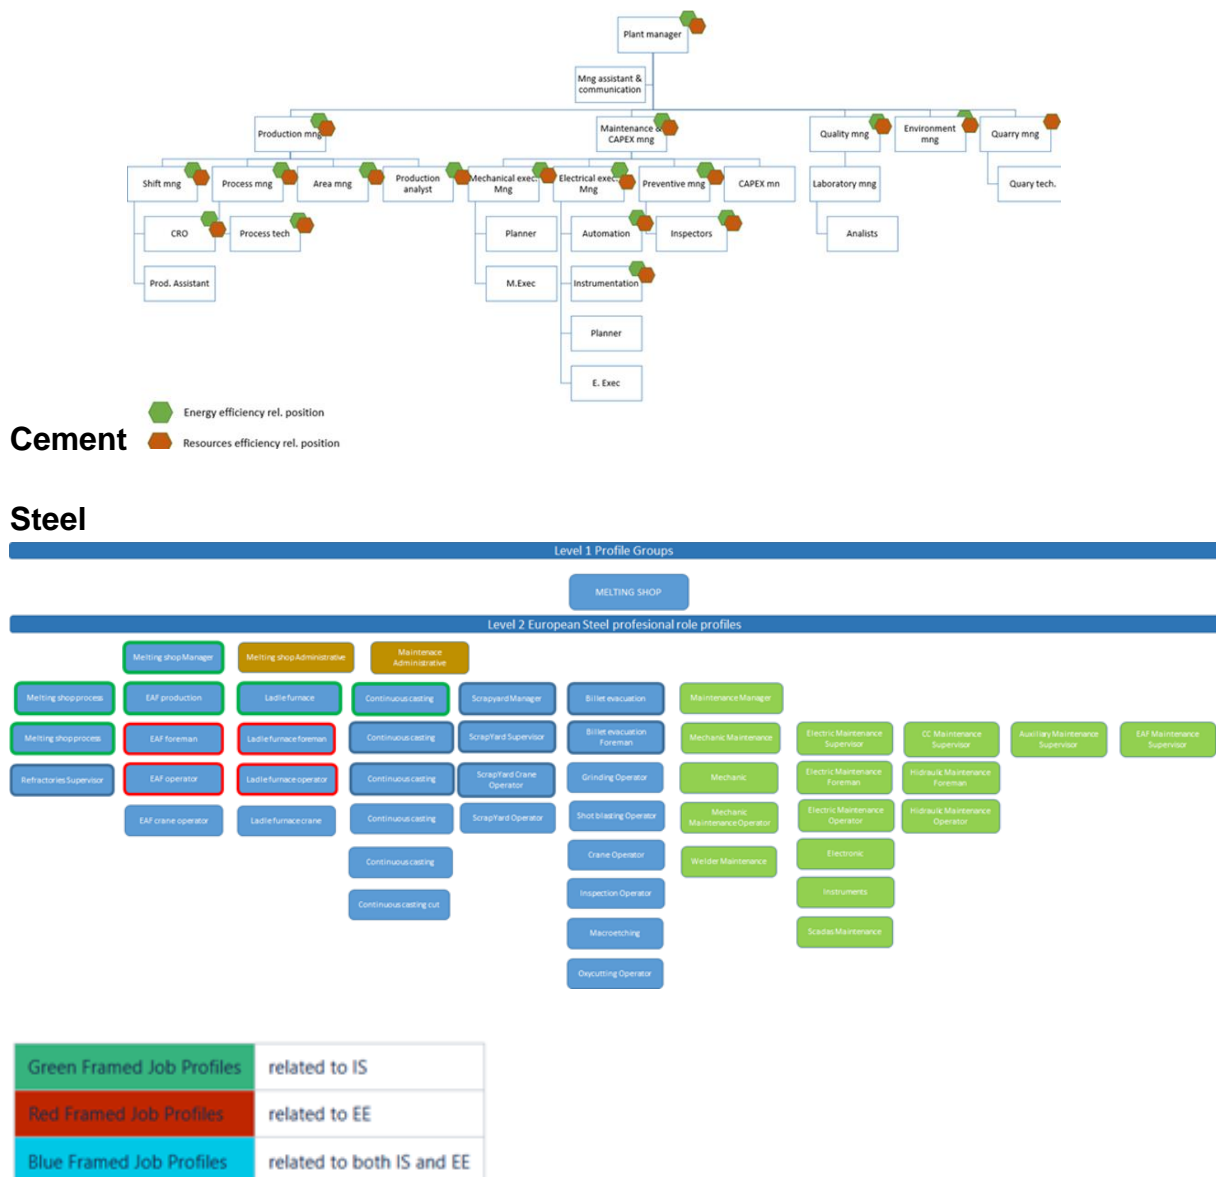 Plant manager
Mng assistant &
communication
Production mng
Maintenance &
CAPEX mng
Quality mng
Environment
mng
Quarry mng
Shift mng
Process mng
Area mng
Production
analyst
Mechanical exec.
Mng
Electrical exec.
Mng
Preventive mng
CAPEX mn
Laboratory mng
Quary tech.
CRO
Process tech
Planner
Automation
Inspectors
Analists
Prod. Assistant
M.Exec
Instrumentation
Planner
E. Exec
Energy efficiency rel. position
Cement
Resources efficiency rel. position
Steel
Level 1 Profile Groups
MELTING SHOP
Level 2 European Steel profesional role profiles
Melting shop Manager
Melting shop Administrative
Maintenace
Administrative
Melting shop process
EAF production
Ladle furnace
Continuous casting
Scrapyard Manager
Billet evacuation
Maintenance Manager
Melting shop process
EAF foreman
Ladle furnace foreman
Continuous casting
ScrapYard Supervisor
Billet evacuation
Foreman
Mechanic Maintenance
Electric Maintenance
Supervisor
CC Maintenance
Supervisor
Auxiliary Maintenance
Supervisor
EAF Maintenance
Supervisor
Refractories Supervisor
EAF operator
Ladle furnace operator
Continuous casting
ScrapYard Crane
Operator
Grinding Operator
Mechanic
Electric Maintenance
Foreman
Hidraulic Maintenance
Foreman
EAF crane operator
Ladle furnace crane
Continuous casting
ScrapYard Operator
Shot blasting Operator
Mechanic
Maintenance Operator
Electric Maintenance
Operator
Hidraulic Maintenance
Operator
Continuous casting
Crane Operator
Welder Maintenance
Electronic
Continuous casting cut
Inspection Operator
Instruments
Macroetching
Scadas Maintenance
Oxycutting Operator
Green Framed Job Profiles related to IS
Red Framed Job Profiles related to EE
Blue Framed Job Profiles related to both IS and EE